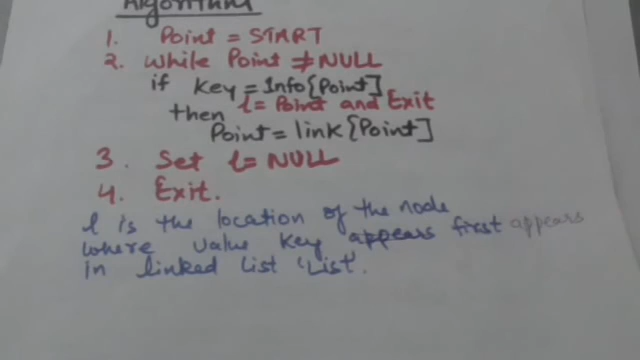 Algorithm
1. Point = START
2. While Point ≠ NULL
if Key = Info[Point]
then l = Point and Exit
Point = link[Point]
3. Set l = NULL
4. Exit.
l is the location of the node
where value key appears first appears
in linked list 'List'.